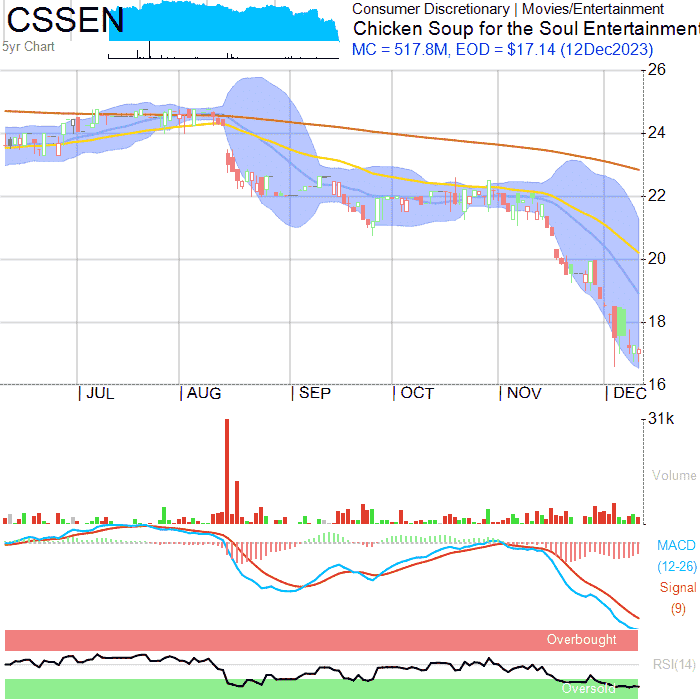 CSSEN
Consumer Discretionary | Movies/Entertainment
5yr Chart
Chicken Soup for the Soul Entertainment
MC = 517.8M, EOD = $17.14 (12Dec2023)
26
24
22
20
18
16
| JUL | AUG | SEP | OCT | NOV | DEC
31k
Volume
MACD
(12-26)
Signal
(9)
Overbought
RSI(14)
Oversold